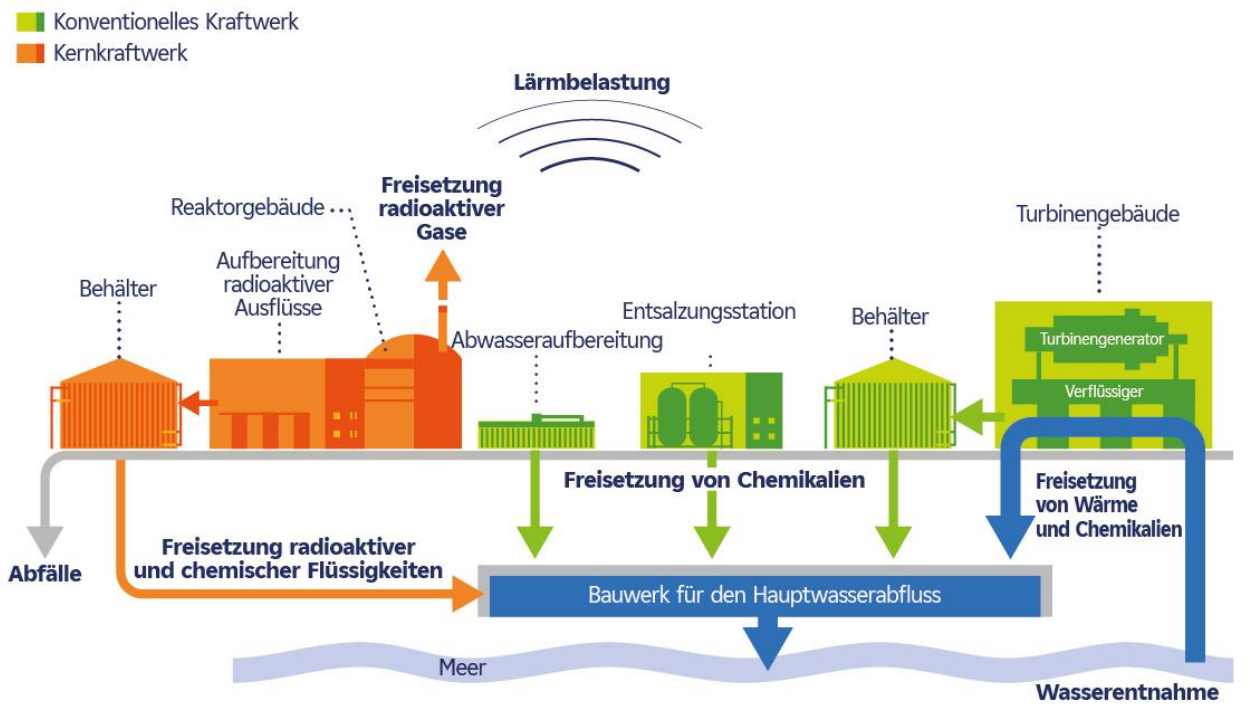 Konventionelles Kraftwerk
Kernkraftwerk
Lärmbelastung
Freisetzung
radioaktiver
Gase
Reaktorgebäude
Turbinengebäude
Aufbereitung
radioaktiver
Ausflüsse
Behälter
Entsalzungsstation
Behälter
Abwasseraufbereitung
Turbinengenerator
Verflüssiger
Freisetzung von Chemikalien
Freisetzung
von Wärme
und Chemikalien
Freisetzung radioaktiver
und chemischer Flüssigkeiten
Abfälle
Bauwerk für den Hauptwasserabfluss
Meer
Wasserentnahme